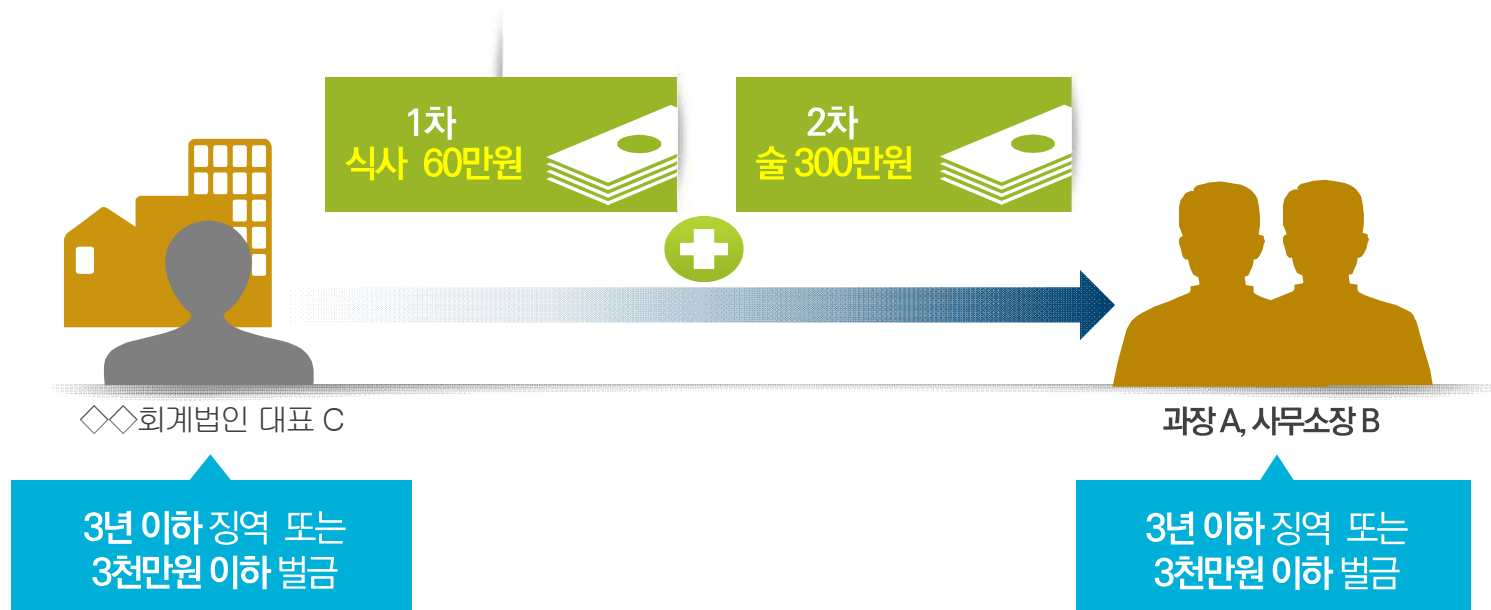 1차
식사 60만원
2차
술 300만원
◇◇회계법인 대표 C
과장 A, 사무소장 B
3년 이하 징역 또는
3천만원 이하 벌금
3년 이하 징역 또는
3천만원 이하 벌금